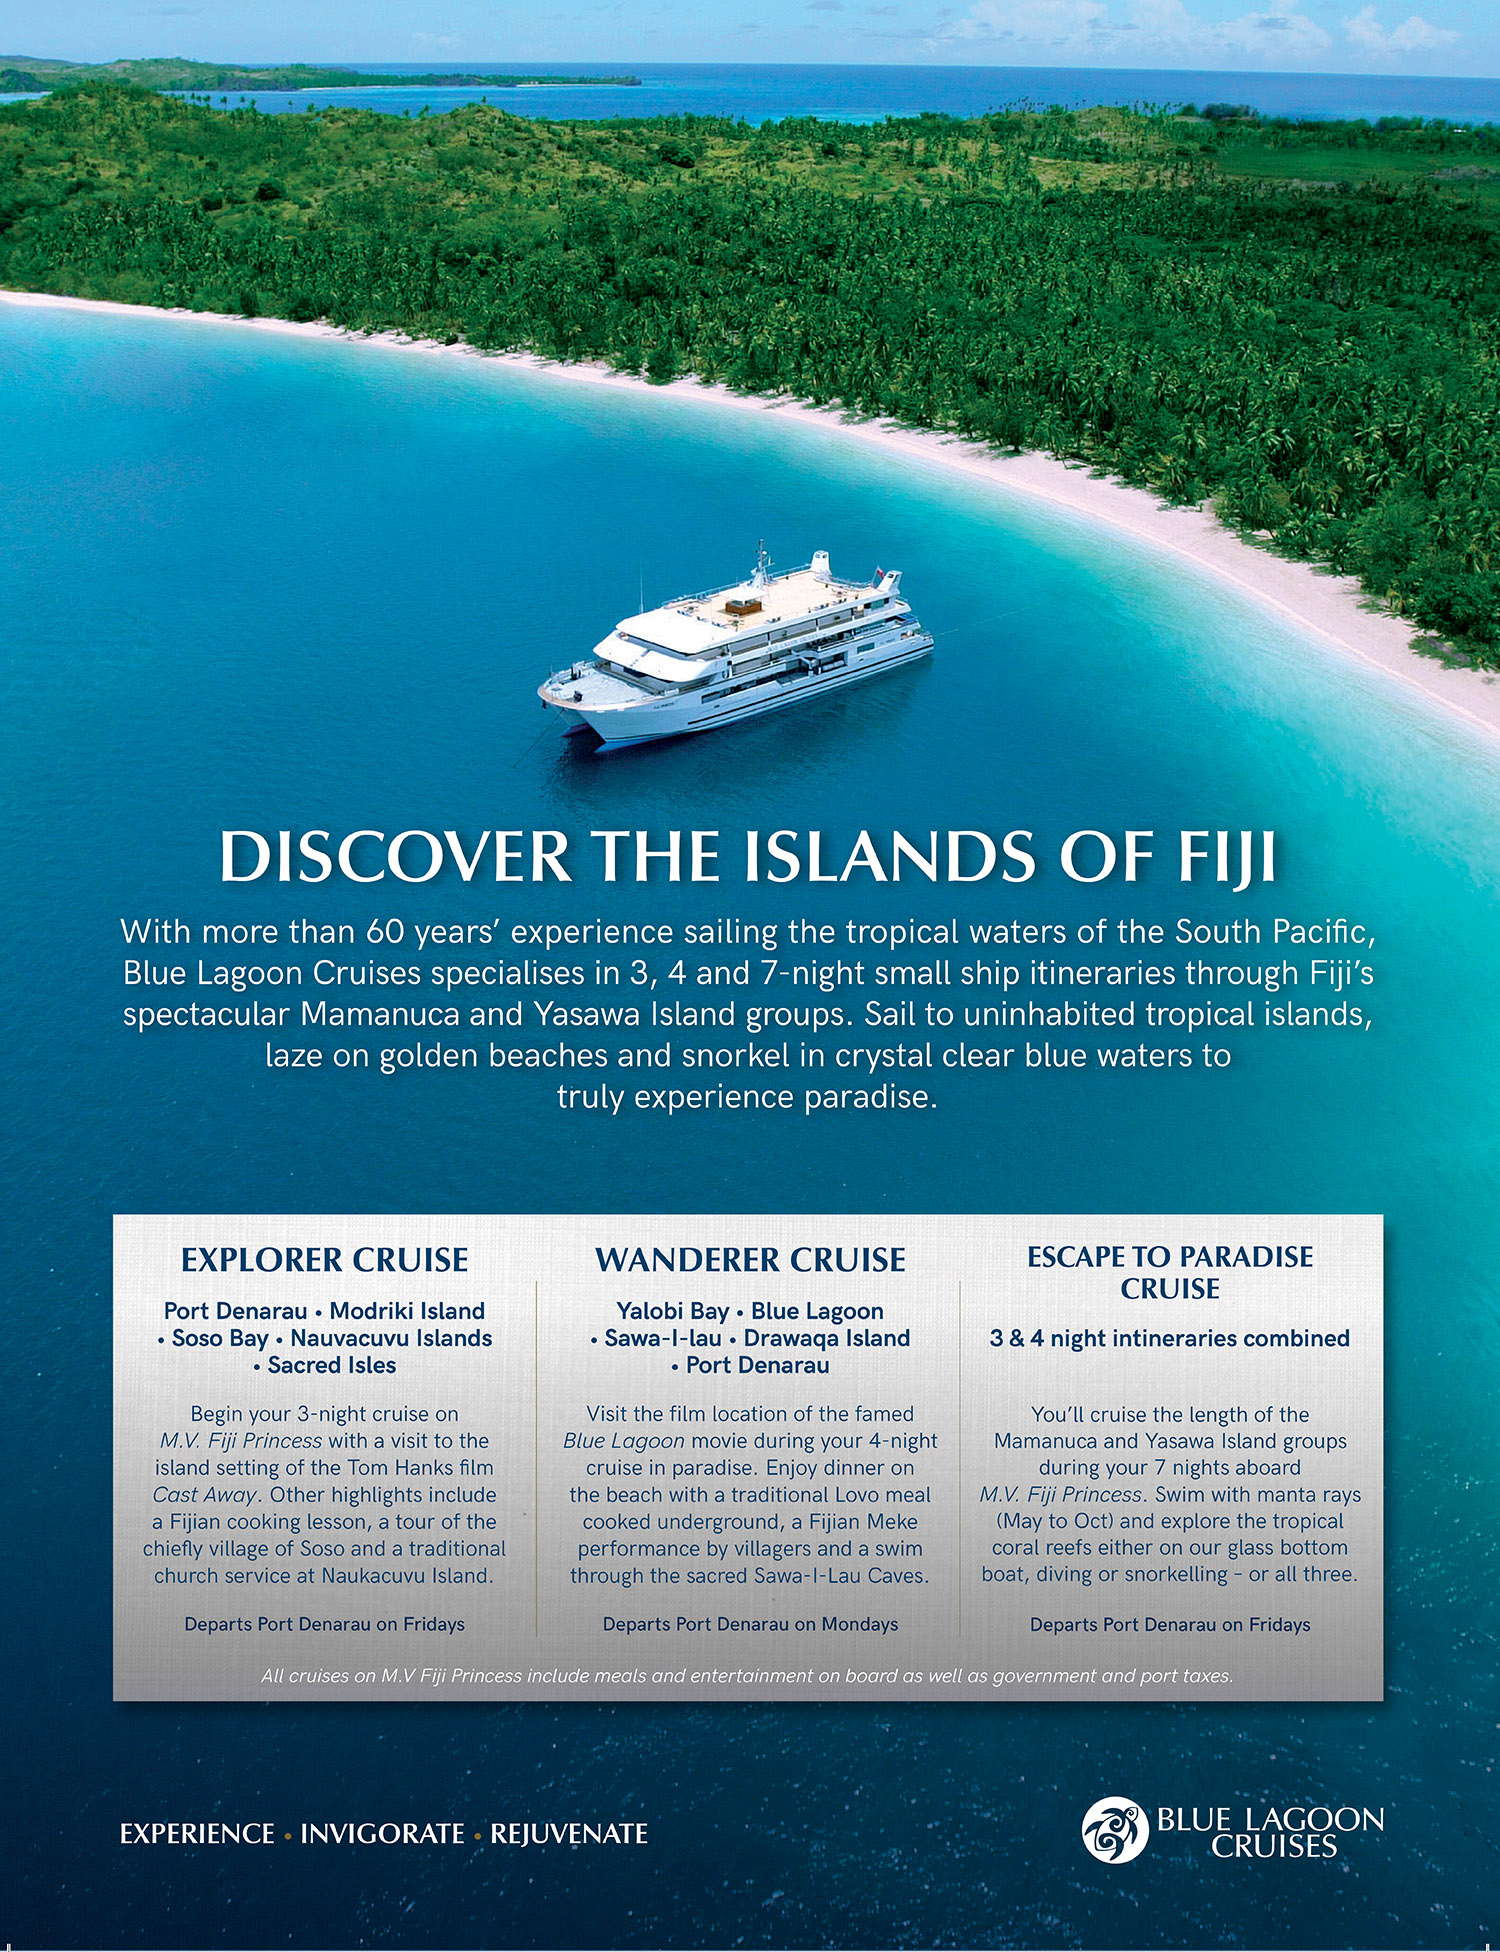 DISCOVER THE ISLANDS OF FIJI
With more than 60 years’ experience sailing the tropical waters of the South Pacific,
Blue Lagoon Cruises specialises in 3, 4 and 7-night small ship itineraries through Fiji’s
spectacular Mamanuca and Yasawa Island groups. Sail to uninhabited tropical islands,
laze on golden beaches and snorkel in crystal clear blue waters to
truly experience paradise.
EXPLORER CRUISE
Port Denarau • Modriki Island
• Soso Bay • Nauvacuvu Islands
• Sacred Isles
Begin your 3-night cruise on
M.V. Fiji Princess with a visit to the
island setting of the Tom Hanks film
Cast Away. Other highlights include
a Fijian cooking lesson, a tour of the
chiefly village of Soso and a traditional
church service at Naukacuvu Island.
Departs Port Denarau on Fridays
WANDERER CRUISE
Yalobi Bay • Blue Lagoon
• Sawa-I-lau • Drawaqa Island
• Port Denarau
Visit the film location of the famed
Blue Lagoon movie during your 4-night
cruise in paradise. Enjoy dinner on
the beach with a traditional Lovo meal
cooked underground, a Fijian Meke
performance by villagers and a swim
through the sacred Sawa-I-Lau Caves.
Departs Port Denarau on Mondays
ESCAPE TO PARADISE
CRUISE
3 & 4 night intineraries combined
You’ll cruise the length of the
Mamanuca and Yasawa Island groups
during your 7 nights aboard
M.V. Fiji Princess. Swim with manta rays
(May to Oct) and explore the tropical
coral reefs either on our glass bottom
boat, diving or snorkelling – or all three.
Departs Port Denarau on Fridays
All cruises on M.V Fiji Princess include meals and entertainment on board as well as government and port taxes.
EXPERIENCE • INVIGORATE • REJUVENATE
BLUE LAGOON
CRUISES